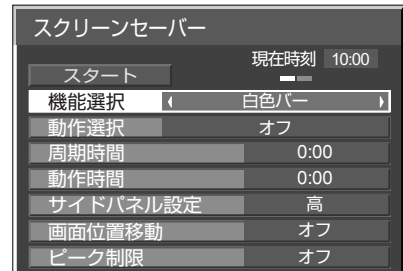 スクリーンセーバー
現在時刻 10:00
スタート
機能選択 白色バー
動作選択 オフ
周期時間 0:00
動作時間 0:00
サイドパネル設定 高
画面位置移動 オフ
ピーク制限 オフ